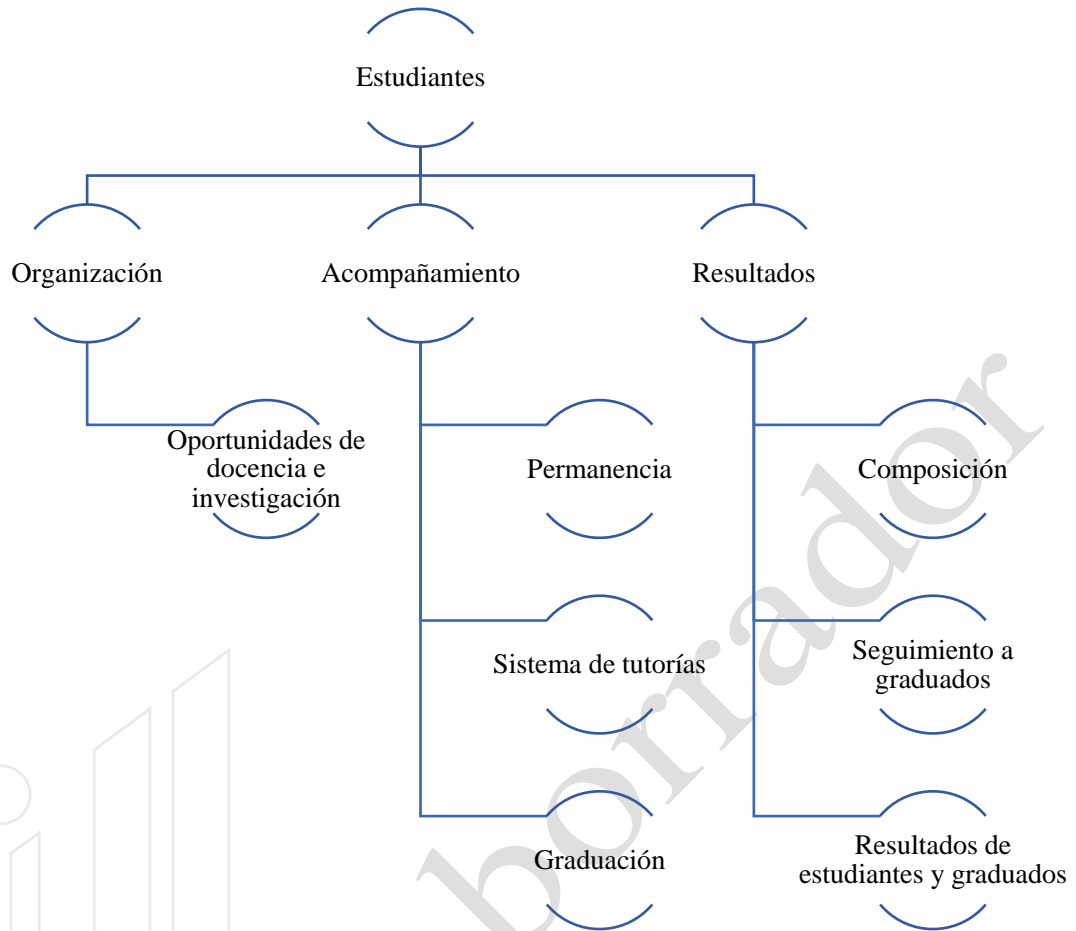 Estudiantes
Organización
Acompañamiento
Resultados
Oportunidades de
docencia e
investigación
Permanencia
Composición
Sistema de tutorías
Seguimiento a
graduados
Graduación
Resultados de
estudiantes y graduados
borrador